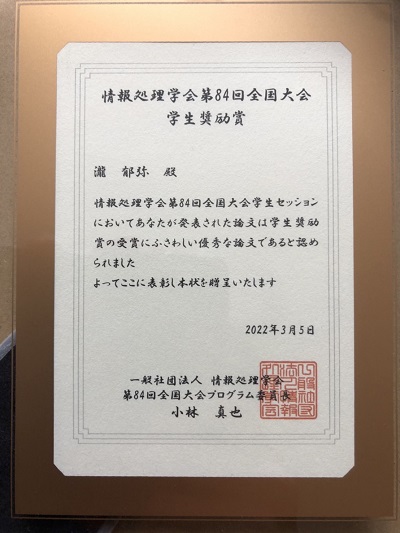 情報処理学会第84回全国大会
学生奨励賞
瀧 郁弥 殿
情報処理学会第84回全国大会学生セッション
においてあなたが発表された論文は学生奨励
賞の受賞にふさわしい優秀な論文であると認め
られました
よってここに表彰し本状を贈呈いたします
2022年3月5日
一般社団法人 情報処理学会
第84回全国大会プログラム委員長
小林 真也